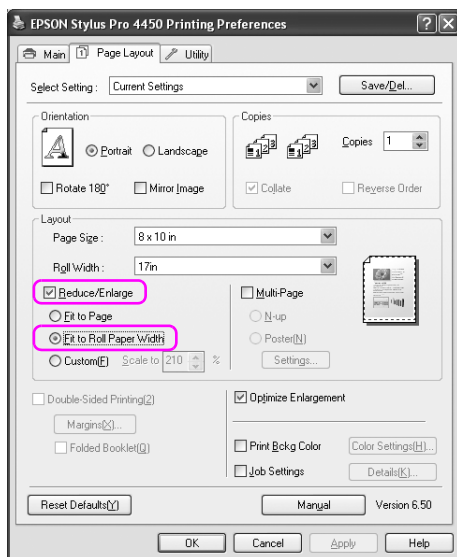 EPSON Stylus Pro 4450 Printing Preferences
Main
Page Layout
Utility
Select Setting :
Current Settings
Save/Del...
Orientation
A
Portrait
Landscape
Rotate 180°
Mirror Image
Copies
Copies
1
Collate
Reverse Order
Layout
Page Size :
8 x 10 in
Roll Width :
17in
Reduce/Enlarge
Fit to Page
Fit to Roll Paper Width
Custom(F)
Scale to
210
%
Multi-Page
N-up
Poster(N)
Settings...
Double-Sided Printing(2)
Margins(X)...
Folded Booklet(Q)
Optimize Enlargement
Print Bckg Color
Color Settings(H)...
Job Settings
Details(K)...
Reset Defaults(Y)
Manual
Version 6.50
OK
Cancel
Apply
Help